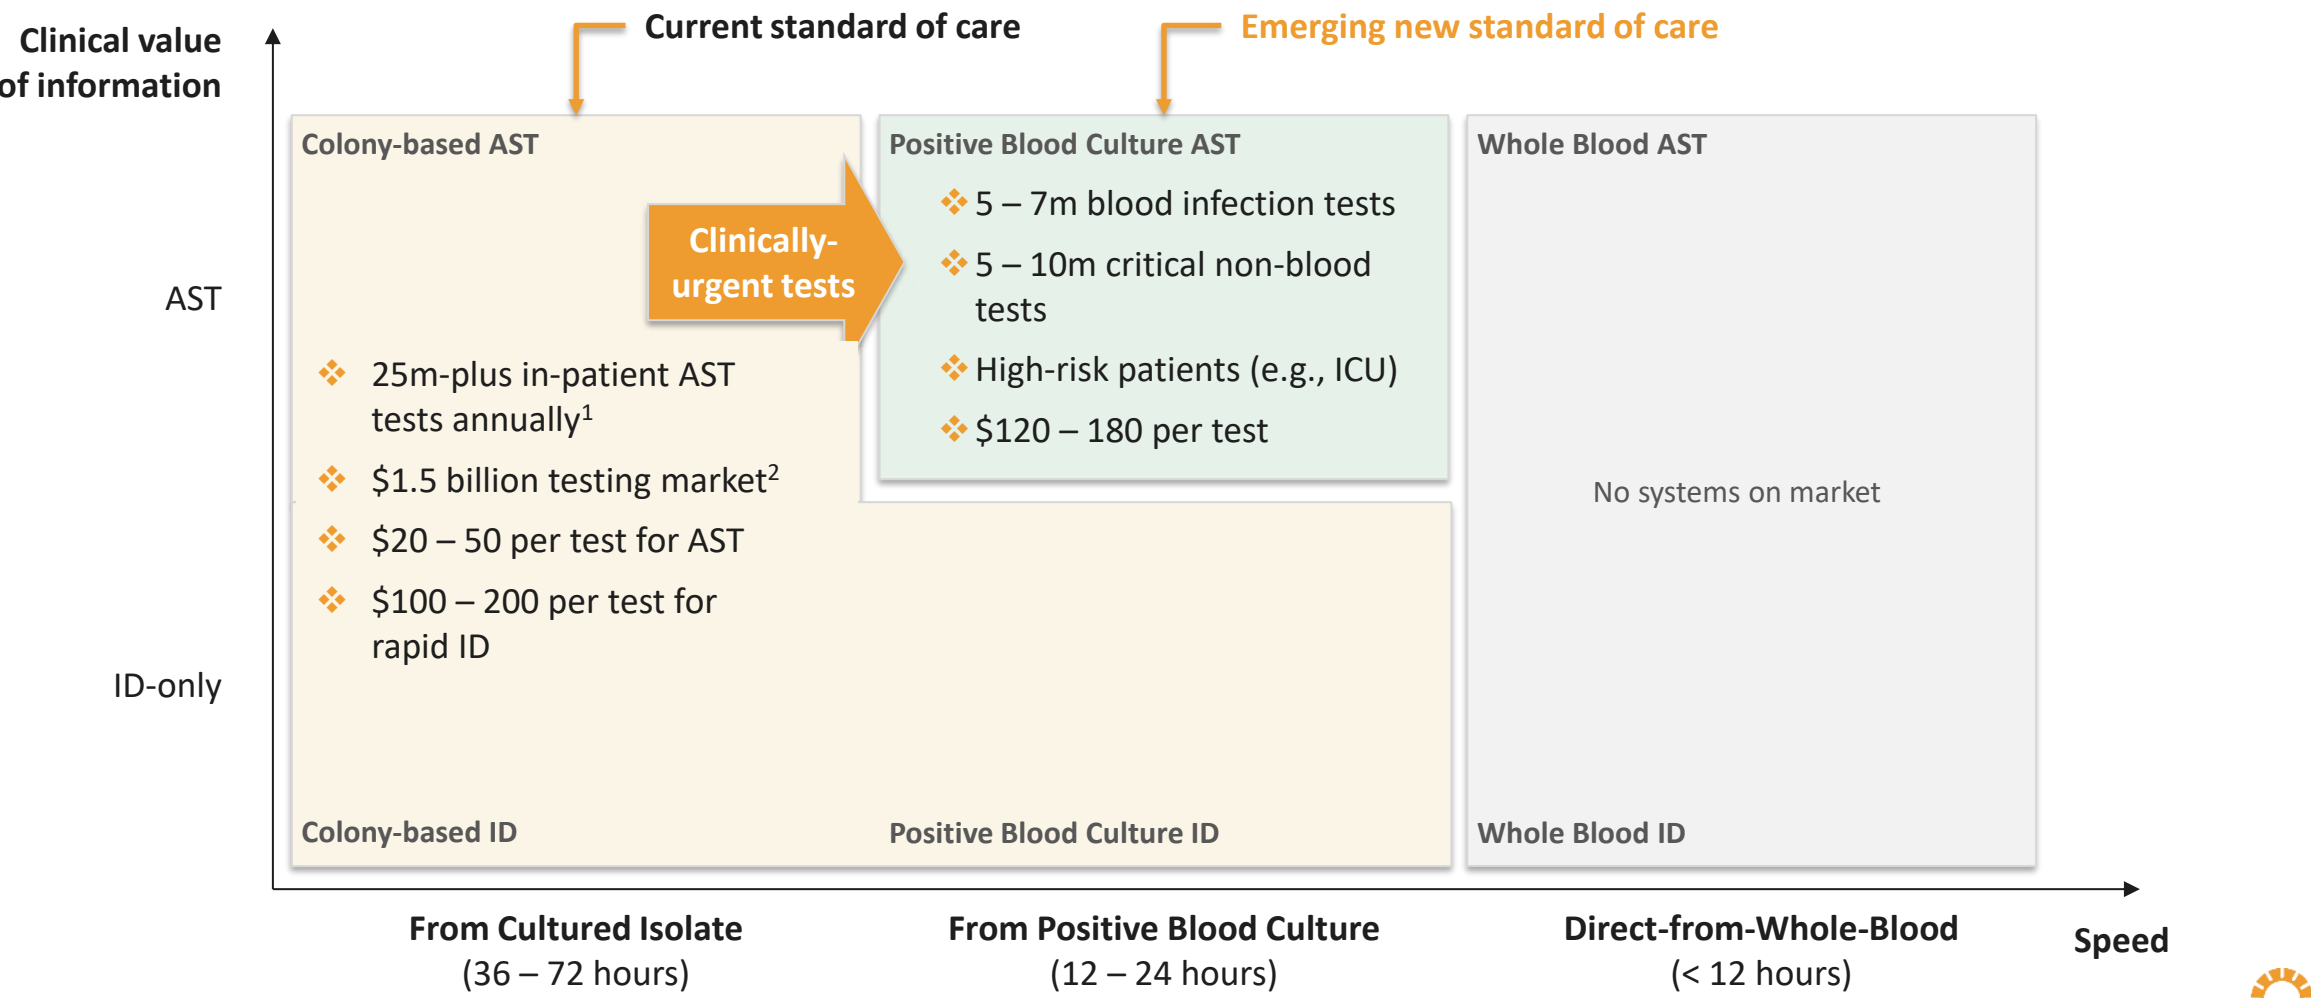 Clinical value
of information
Current standard of care
Emerging new standard of care
Colony-based AST
Positive Blood Culture AST
Whole Blood AST
Clinically-
urgent tests
❖ 5 – 7m blood infection tests
❖ 5 – 10m critical non-blood
tests
❖ High-risk patients (e.g., ICU)
❖ $120 – 180 per test
AST
❖ 25m-plus in-patient AST
tests annually1
❖ $1.5 billion testing market2
❖ $20 – 50 per test for AST
❖ $100 – 200 per test for
rapid ID
No systems on market
ID-only
Colony-based ID
Positive Blood Culture ID
Whole Blood ID
From Cultured Isolate
(36 – 72 hours)
From Positive Blood Culture
(12 – 24 hours)
Direct-from-Whole-Blood
(< 12 hours)
Speed